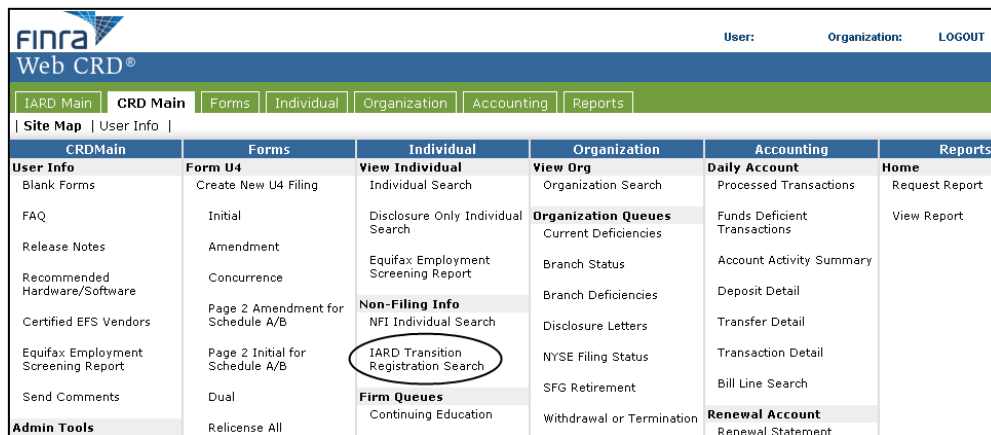 Finra
User: Organization: LOGOUT
Web CRD®
IARD Main CRD Main Forms Individual Organization Accounting Reports
| Site Map | User Info |
CRDMain
User Info
Blank Forms
FAQ
Release Notes
Recommended
Hardware/Software
Certified EFS Vendors
Equifax Employment
Screening Report
Send Comments
Admin Tools
Forms
Form U4
Create New U4 Filing
Initial
Amendment
Concurrence
Page 2 Amendment for
Schedule A/B
Page 2 Initial for
Schedule A/B
Dual
Relicense All
Individual
View Individual
Individual Search
Disclosure Only Individual
Search
Equifax Employment
Screening Report
Non-Filing Info
NFI Individual Search
IARD Transition
Registration Search
Firm Queues
Continuing Education
Organization
View Org
Organization Search
Organization Queues
Current Deficiencies
Branch Status
Branch Deficiencies
Disclosure Letters
NYSE Filing Status
SFG Retirement
Withdrawal or Termination
Accounting
Daily Account
Processed Transactions
Funds Deficient
Transactions
Account Activity Summary
Deposit Detail
Transfer Detail
Transaction Detail
Bill Line Search
Renewal Account
Renewal Statement
Reports
Home
Request Report
View Report